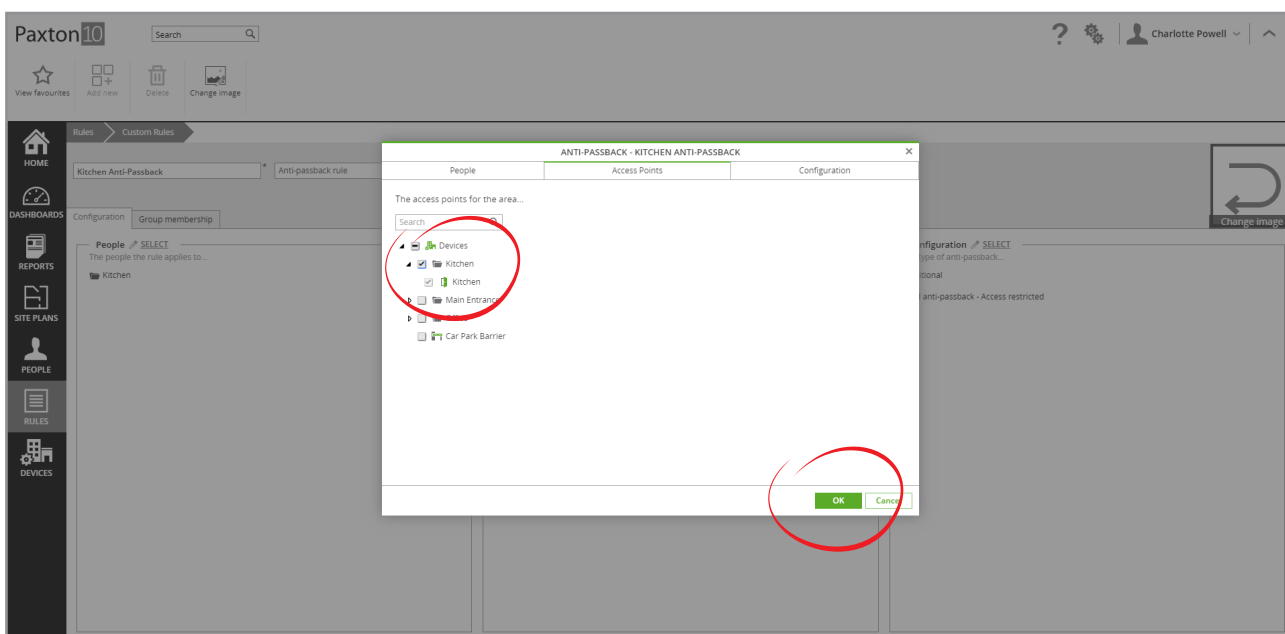 Paxton10
Search
Charlotte Powell
View favourites
Add new
Delete
Change image
Rules
Custom Rules
HOME
DASHBOARDS
REPORTS
SITE PLANS
PEOPLE
RULES
DEVICES
Kitchen Anti-Passback
*
Anti-passback rule
Change image
Configuration
Group membership
People SELECT
The people the rule applies to...
Kitchen
ANTI-PASSBACK - KITCHEN ANTI-PASSBACK
People
Access Points
Configuration
The access points for the area...
Search
Devices
Kitchen
Kitchen
Main Entrance
Car Park Barrier
OK
Cancel
nfiguration SELECT
ype of anti-passback...
itional
l anti-passback - Access restricted